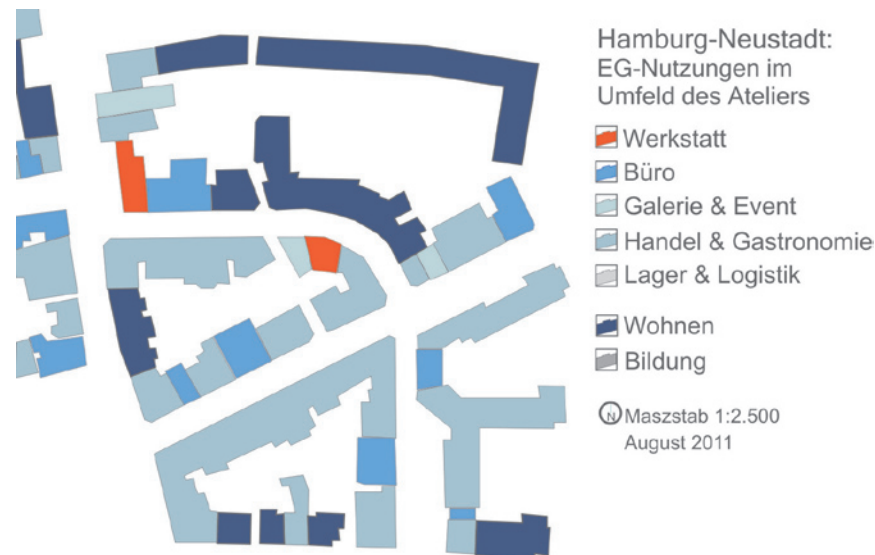 Hamburg-Neustadt:
EG-Nutzungen im
Umfeld des Ateliers
Werkstatt
Büro
Galerie & Event
Handel & Gastronomie
Lager & Logistik
Wohnen
Bildung
N Maszstab 1:2.500
August 2011